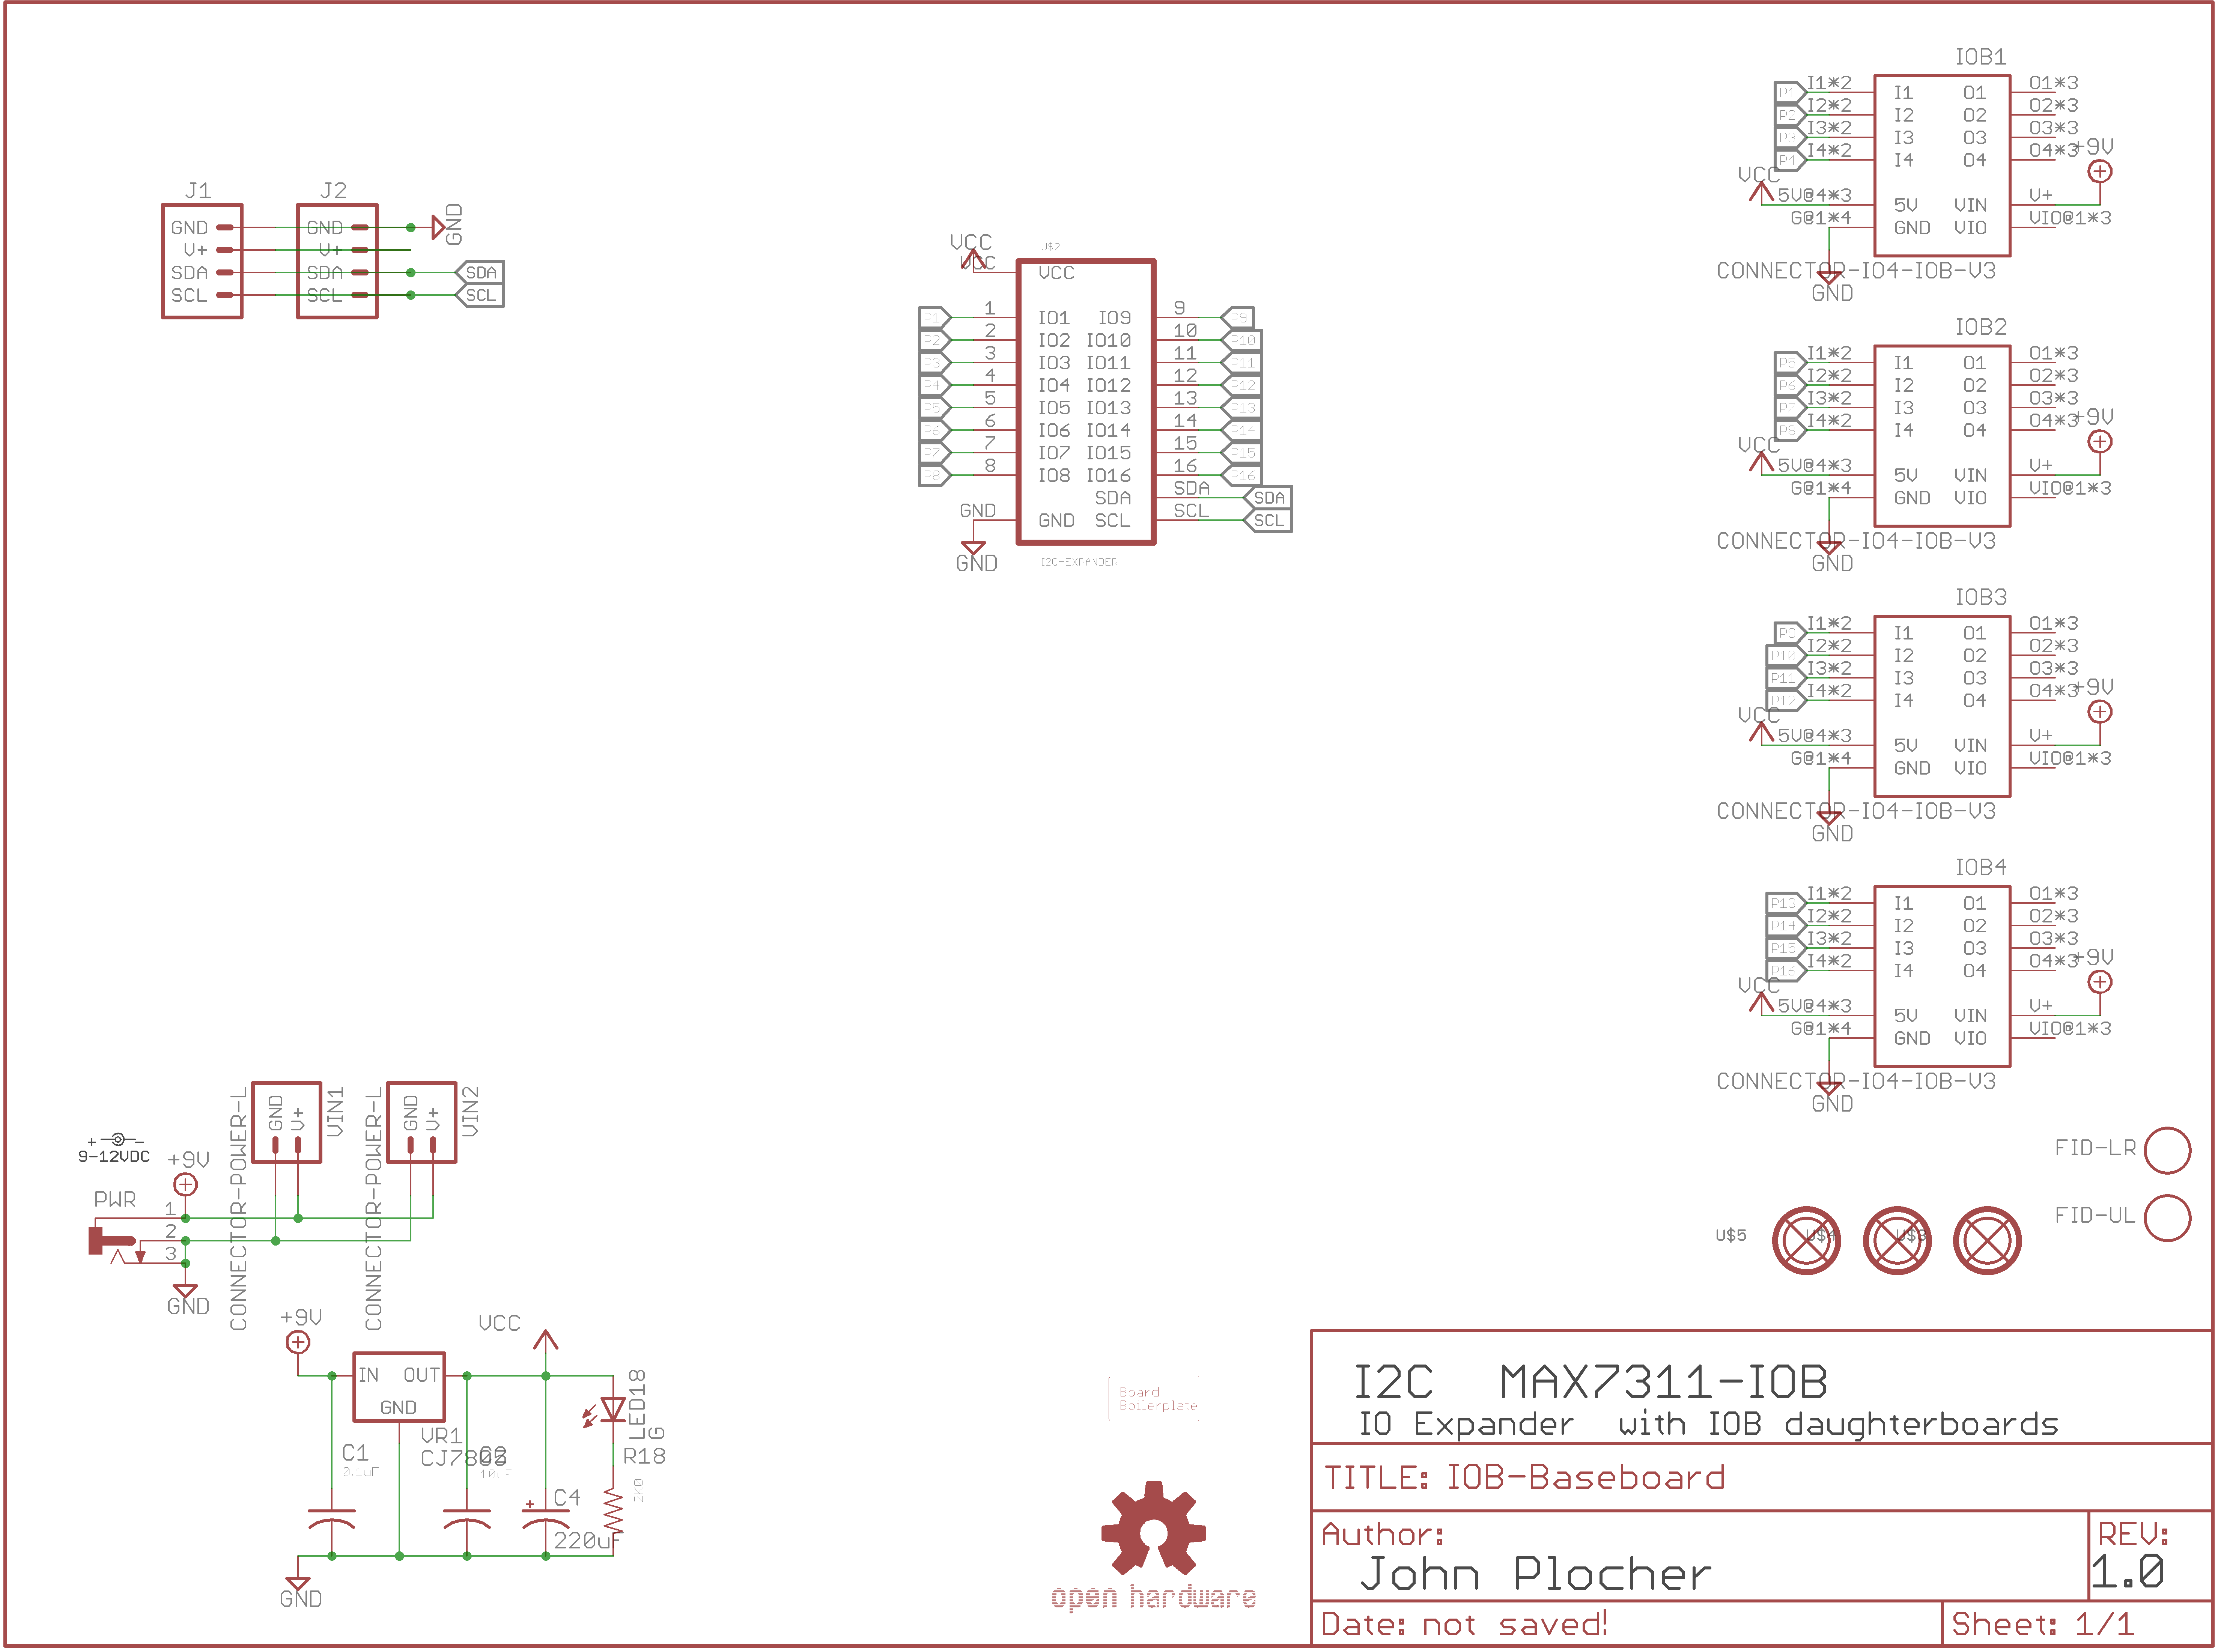 J1
GND
V+
SDA
SCL
J2
GND
V+
SDA
SCL
GND
SDA
SCL
VCC
VCC
U$2
VCC
P1 1 IO1 IO9 9 P9
P2 2 IO2 IO10 10 P10
P3 3 IO3 IO11 11 P11
P4 4 IO4 IO12 12 P12
P5 5 IO5 IO13 13 P13
P6 6 IO6 IO14 14 P14
P7 7 IO7 IO15 15 P15
P8 8 IO8 IO16 16 P16
SDA SDA SDA
GND GND SCL SCL SCL
GND
I2C-EXPANDER
IOB1
P1 I1*2 I1 O1 O1*3
P2 I2*2 I2 O2 O2*3
P3 I3*2 I3 O3 O3*3
P4 I4*2 I4 O4 O4*3
+9V
VCC
5V@4*3 5V VIN V+
G@1*4 GND VIO VIO@1*3
CONNECTOR-IO4-IOB-V3
GND
IOB2
P5 I1*2 I1 O1 O1*3
P6 I2*2 I2 O2 O2*3
P7 I3*2 I3 O3 O3*3
P8 I4*2 I4 O4 O4*3
+9V
VCC
5V@4*3 5V VIN V+
G@1*4 GND VIO VIO@1*3
CONNECTOR-IO4-IOB-V3
GND
IOB3
P9 I1*2 I1 O1 O1*3
P10 I2*2 I2 O2 O2*3
P11 I3*2 I3 O3 O3*3
P12 I4*2 I4 O4 O4*3
+9V
VCC
5V@4*3 5V VIN V+
G@1*4 GND VIO VIO@1*3
CONNECTOR-IO4-IOB-V3
GND
IOB4
P13 I1*2 I1 O1 O1*3
P14 I2*2 I2 O2 O2*3
P15 I3*2 I3 O3 O3*3
P16 I4*2 I4 O4 O4*3
+9V
VCC
5V@4*3 5V VIN V+
G@1*4 GND VIO VIO@1*3
CONNECTOR-IO4-IOB-V3
GND
+ -
9-12VDC
+9V
PWR
1
2
3
GND
CONNECTOR-POWER-L
GND
V+
VIN1
CONNECTOR-POWER-L
GND
V+
VIN2
+9V
VCC
IN OUT
GND
VR1
CJ7805
C1
0.1uF
C2
10uF
C4
+
220uF
LED18
G
R18
2K0
GND
FID-LR
FID-UL
U$5
U$4
Board
Boilerplate
open hardware
I2C MAX7311-IOB
IO Expander with IOB daughterboards
TITLE: IOB-Baseboard
Author:
John Plocher
REV:
1.0
Date: not saved!
Sheet: 1/1